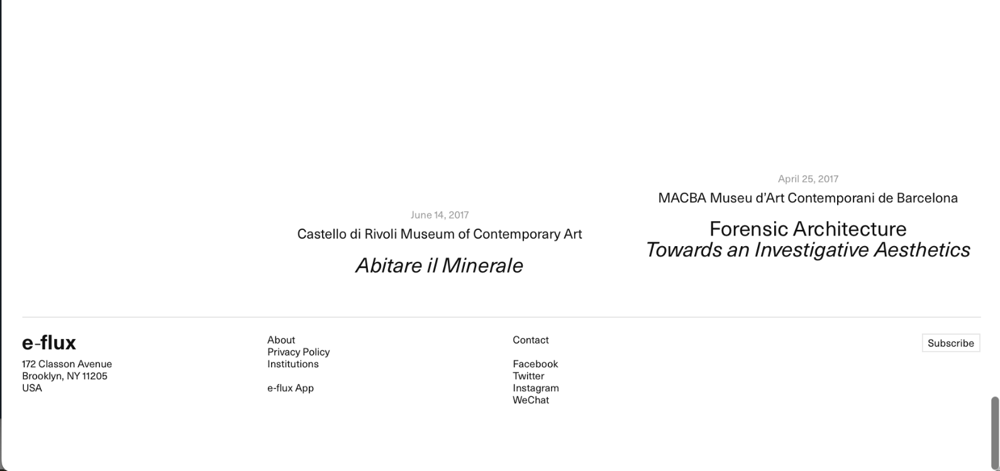 June 14, 2017
Castello di Rivoli Museum of Contemporary Art
Abitare il Minerale
April 25, 2017
MACBA Museu d’Art Contemporani de Barcelona
Forensic Architecture
Towards an Investigative Aesthetics
e-flux
172 Classon Avenue
Brooklyn, NY 11205
USA
About
Privacy Policy
Institutions
e-flux App
Contact
Facebook
Twitter
Instagram
WeChat
Subscribe